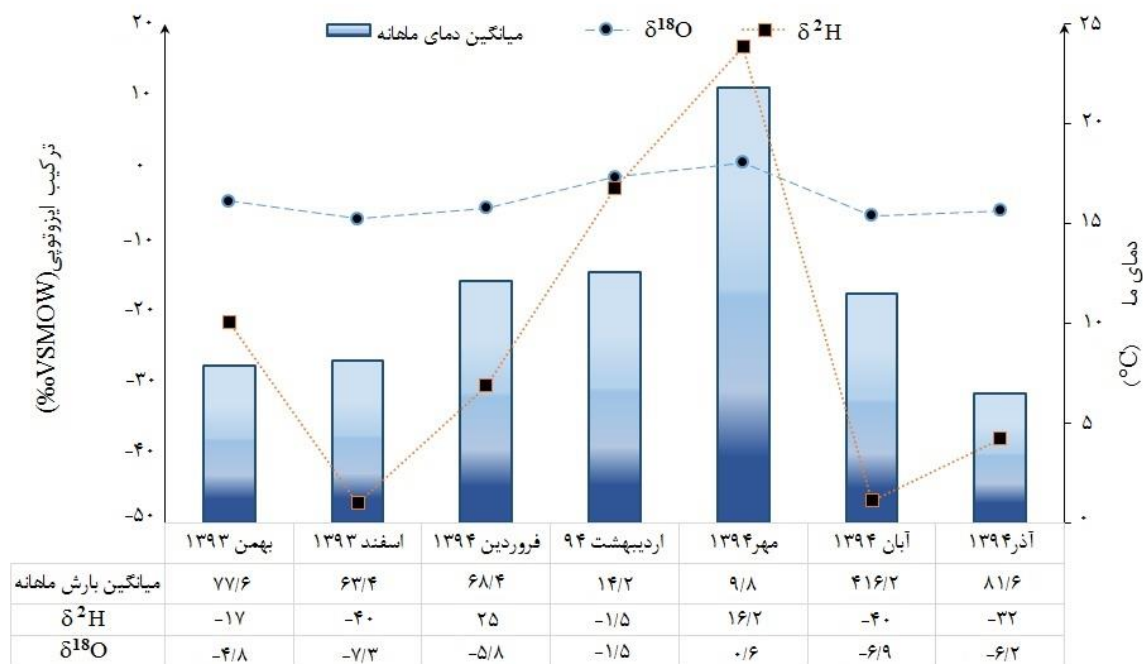 میانگین دمای ماهانه δ¹⁸O δ²H
ترکیب ایزوتوپی(‰VSMOW)
۲۰
۱۰
۰
-۱۰
-۲۰
-۳۰
-۴۰
-۵۰
۲۵
۲۰
۱۵
۱۰
۵
۰
دمای ما
(°C)
بهمن ۱۳۹۳ اسفند ۱۳۹۳ فروردین ۱۳۹۴ اردیبهشت ۹۴ مهر۱۳۹۴ آبان ۱۳۹۴ آذر۱۳۹۴
میانگین بارش ماهانه ۷۷/۶ ۶۳/۴ ۶۸/۴ ۱۴/۲ ۹/۸ ۴۱۶/۲ ۸۱/۶
δ²H -۱۷ -۴۰ ۲۵ -۱/۵ ۱۶/۲ -۴۰ -۳۲
δ¹⁸O -۴/۸ -۷/۳ -۵/۸ -۱/۵ ۰/۶ -۶/۹ -۶/۲